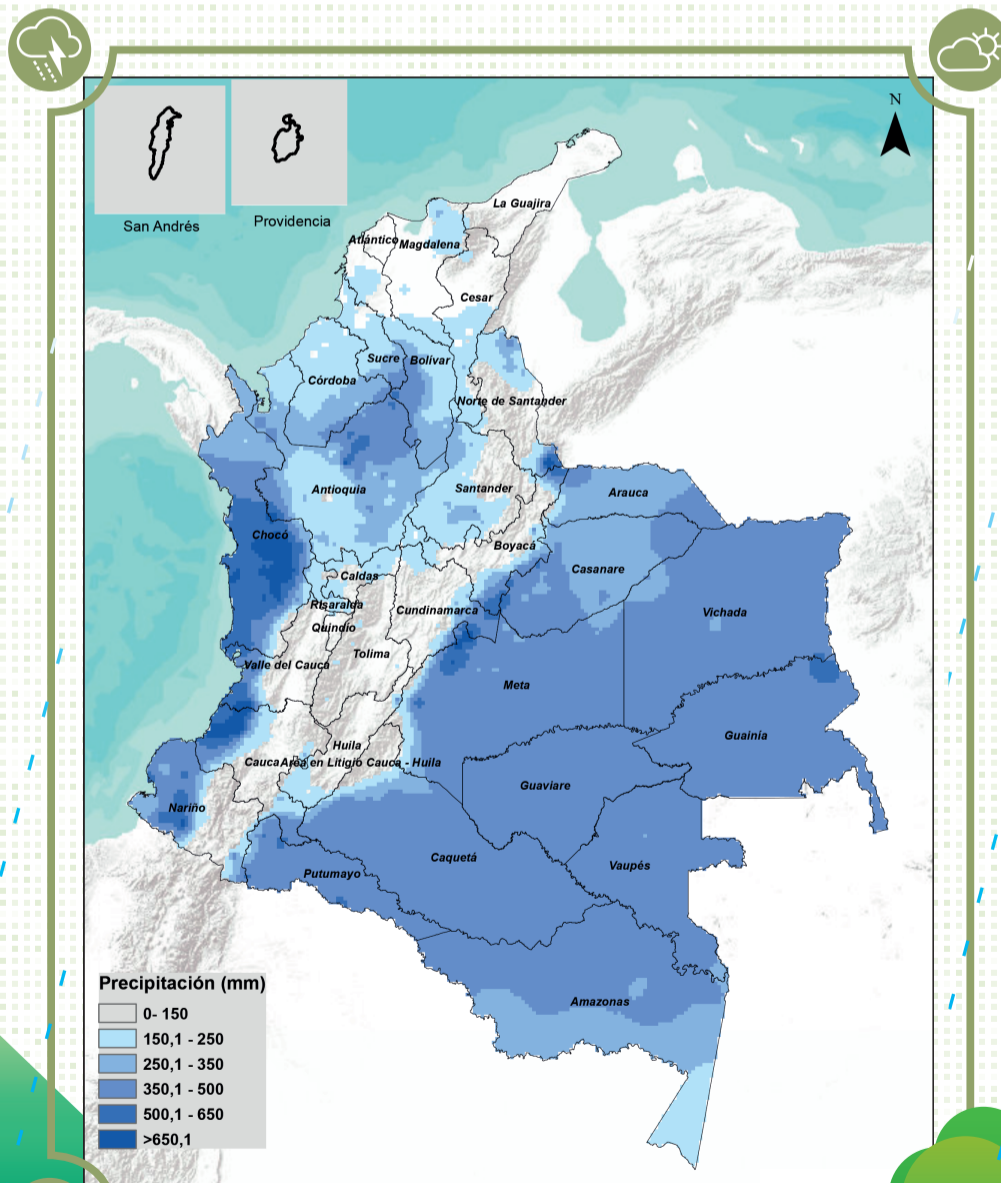 N
San Andrés
Providencia
La Guajira
Atlántico
Magdalena
Cesar
Sucre
Bolívar
Córdoba
Norte de Santander
Antioquia
Santander
Arauca
Chocó
Boyacá
Casanare
Caldas
Risaralda
Cundinamarca
Vichada
Quindío
Tolima
Valle del Cauca
Meta
Guainía
Huila
Cauca
Area en Litigio Cauca - Huila
Guaviare
Nariño
Caquetá
Vaupés
Putumayo
Amazonas
Precipitación (mm)
0- 150
150,1 - 250
250,1 - 350
350,1 - 500
500,1 - 650
>650,1